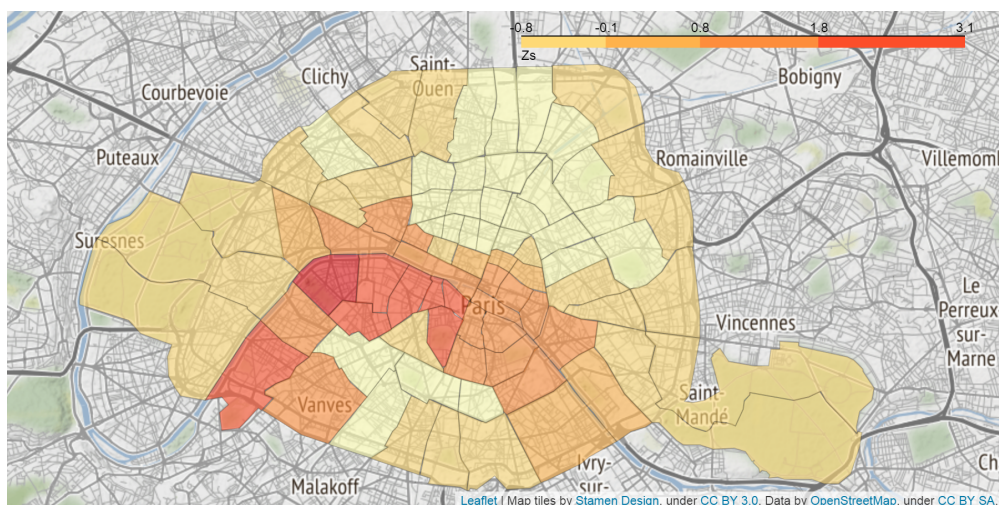 -0.8 -0.1 0.8 1.8 3.1
Zs
Saint-
Ouen
Clichy
Bobigny
Courbevoie
Puteaux
Romainville
Villemom
Suresnes
Le
Perreux
sur-
Marne
Paris
Vincennes
Saint-
Mandé
Vanves
Ivry-
sur-
Malakoff
Ch
Leaflet | Map tiles by Stamen Design, under CC BY 3.0. Data by OpenStreetMap, under CC BY SA.